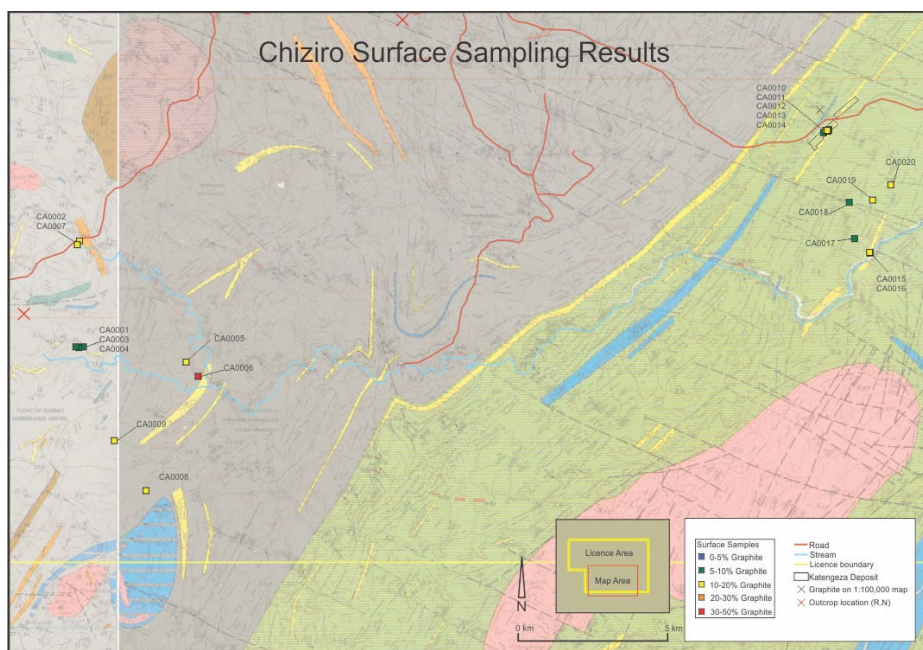 Chiziro Surface Sampling Results
CA0010
CA0011
CA0012
CA0013
CA0014
CA0020
CA0019
CA0018
CA0002
CA0007
CA0017
CA0015
CA0016
CA0001
CA0003
CA0004
CA0005
CA0006
FLOAT OF GARNET
CA0009
CA0008
Surface Samples
0-5% Graphite
5-10% Graphite
10-20% Graphite
20-30% Graphite
30-50% Graphite
Road
Stream
Licence boundary
Katengeza Deposit
Graphite on 1:100,000 map
Outcrop location (R.N)
Licence Area
Map Area
N
0 km
5 km